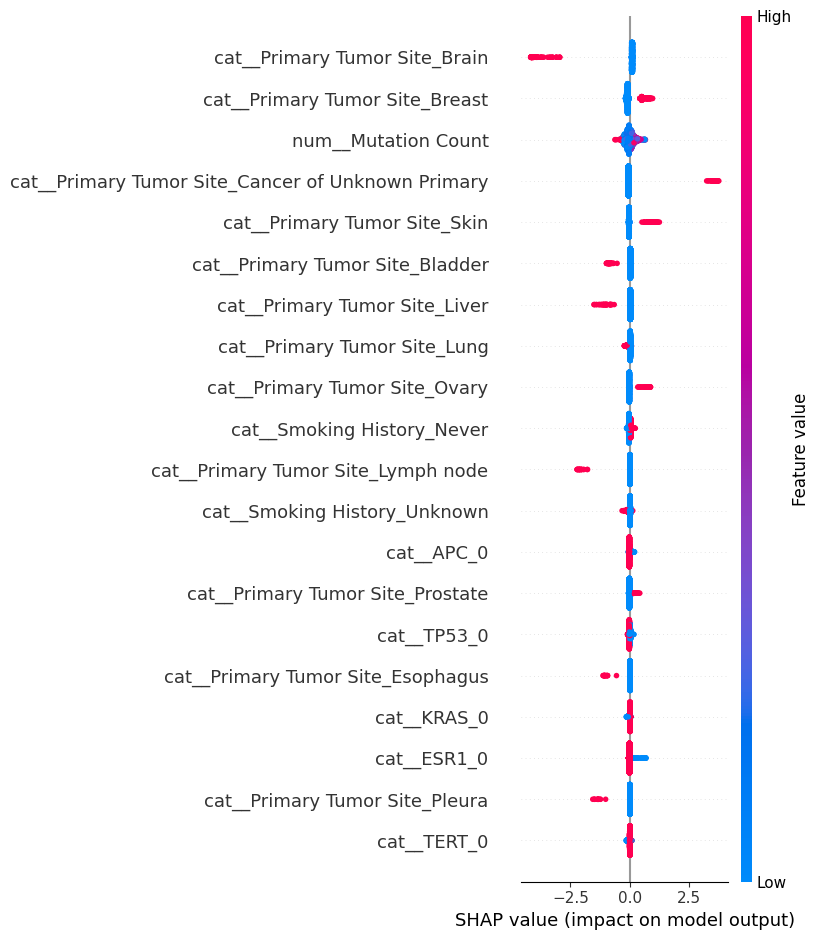 High
cat__Primary Tumor Site_Brain
cat__Primary Tumor Site_Breast
num__Mutation Count
cat__Primary Tumor Site_Cancer of Unknown Primary
cat__Primary Tumor Site_Skin
cat__Primary Tumor Site_Bladder
cat__Primary Tumor Site_Liver
cat__Primary Tumor Site_Lung
cat__Primary Tumor Site_Ovary
cat__Smoking History_Never
cat__Primary Tumor Site_Lymph node
cat__Smoking History_Unknown
cat__APC_0
cat__Primary Tumor Site_Prostate
cat__TP53_0
cat__Primary Tumor Site_Esophagus
cat__KRAS_0
cat__ESR1_0
cat__Primary Tumor Site_Pleura
cat__TERT_0
Feature value
Low
−2.5 0.0 2.5
SHAP value (impact on model output)